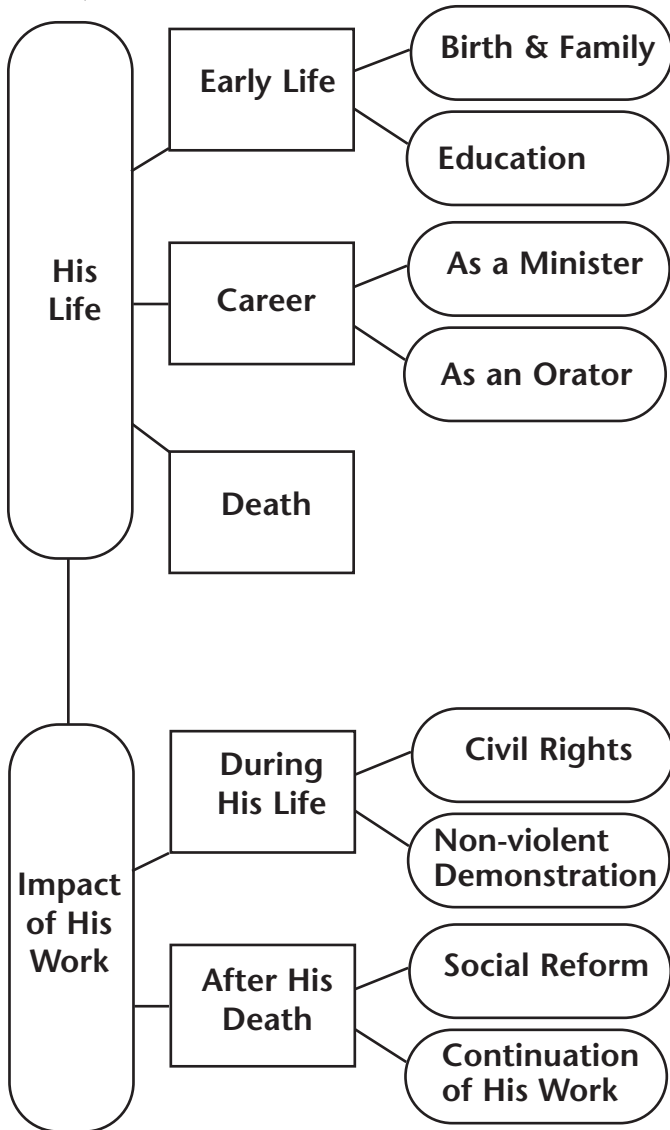 His
Life
Early Life
Birth & Family
Education
Career
As a Minister
As an Orator
Death
Impact
of His
Work
During
His Life
Civil Rights
Non-violent
Demonstration
After His
Death
Social Reform
Continuation
of His Work